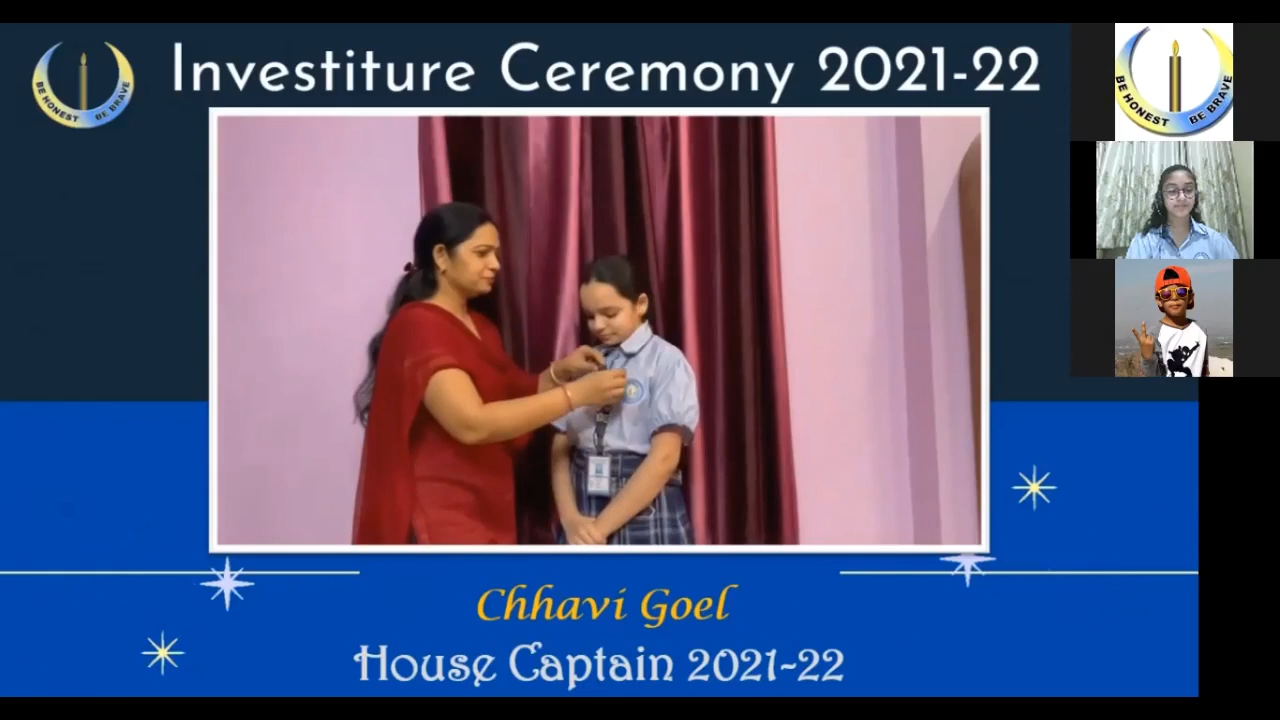 Investiture Ceremony 2021-22
BE HONEST BE BRAVE
BE HONEST BE BRAVE
Chhavi Goel
House Captain 2021-22